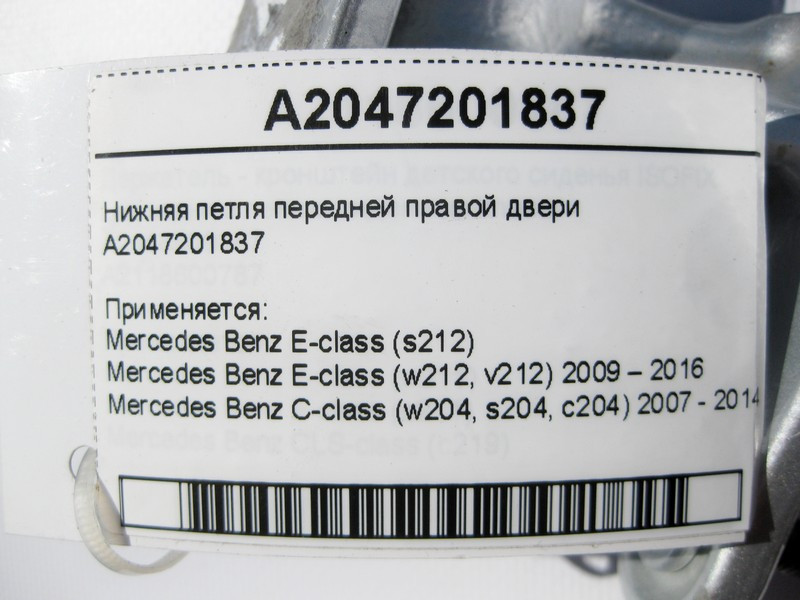 A2047201837
Нижняя петля передней правой двери
A2047201837
Применяется:
Mercedes Benz E-class (s212)
Mercedes Benz E-class (w212, v212) 2009 – 2016
Mercedes Benz C-class (w204, s204, c204) 2007 - 2014